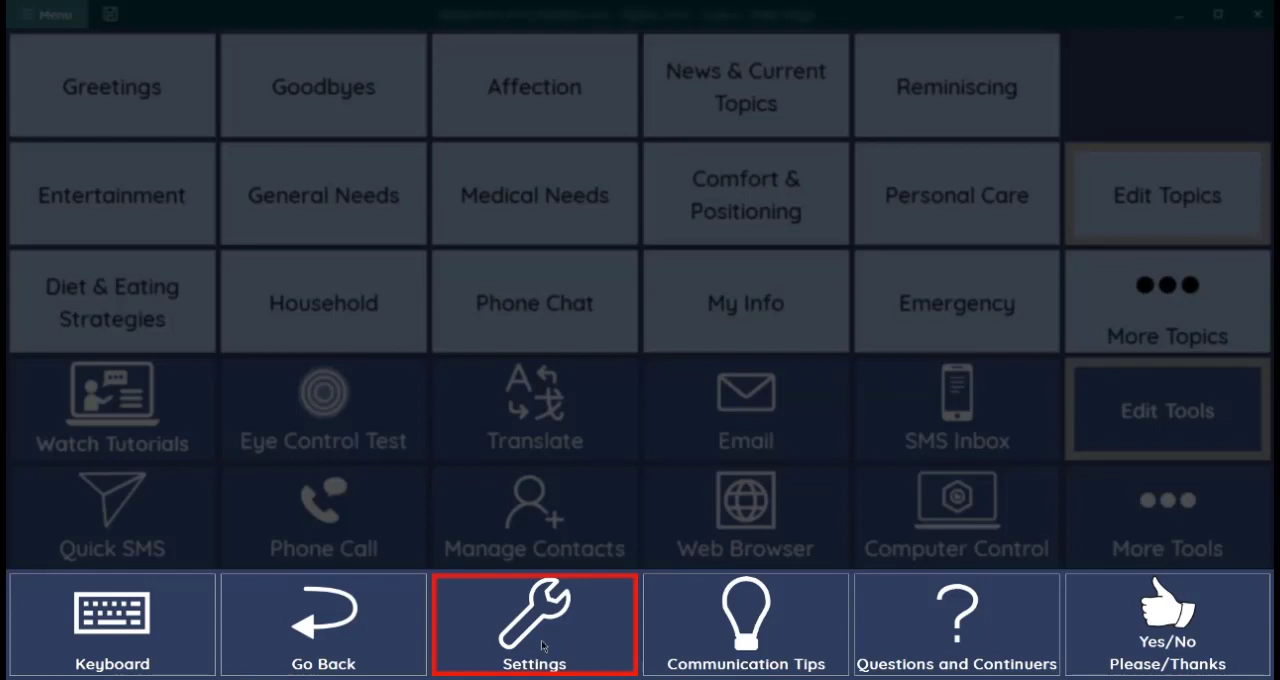 Menu
Greetings
Goodbyes
Affection
News & Current
Topics
Reminiscing
Entertainment
General Needs
Medical Needs
Comfort &
Positioning
Personal Care
Edit Topics
Diet & Eating
Strategies
Household
Phone Chat
My Info
Emergency
More Topics
Watch Tutorials
Eye Control Test
Translate
Email
SMS Inbox
Edit Tools
Quick SMS
Phone Call
Manage Contacts
Web Browser
Computer Control
More Tools
Keyboard
Go Back
Settings
Communication Tips
Questions and Continuers
Yes/No
Please/Thanks